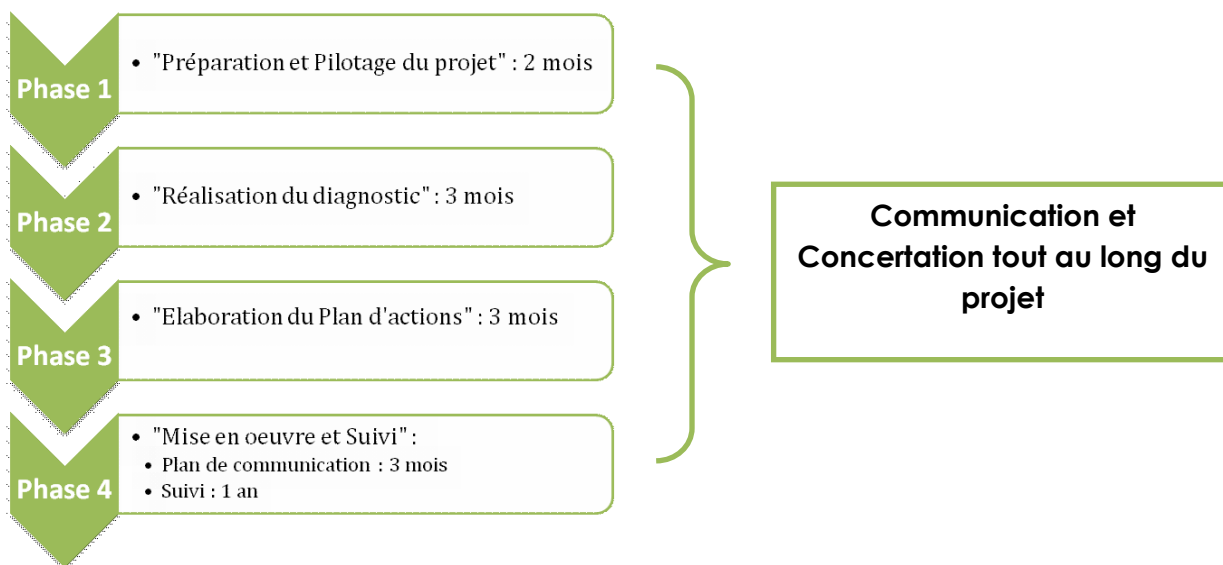 Phase 1
• "Préparation et Pilotage du projet" : 2 mois
Phase 2
• "Réalisation du diagnostic" : 3 mois
Phase 3
• "Elaboration du Plan d'actions" : 3 mois
Phase 4
• "Mise en oeuvre et Suivi" :
• Plan de communication : 3 mois
• Suivi : 1 an
Communication et
Concertation tout au long du
projet